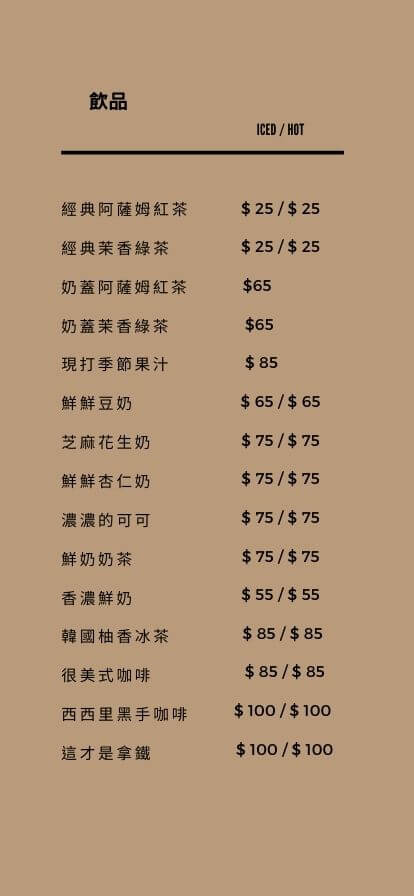 飲品
ICED / HOT
經典阿薩姆紅茶 $ 25 / $ 25
經典茉香綠茶 $ 25 / $ 25
奶蓋阿薩姆紅茶 $65
奶蓋茉香綠茶 $65
現打季節果汁 $ 85
鮮鮮豆奶 $ 65 / $ 65
芝麻花生奶 $ 75 / $ 75
鮮鮮杏仁奶 $ 75 / $ 75
濃濃的可可 $ 75 / $ 75
鮮奶奶茶 $ 75 / $ 75
香濃鮮奶 $ 55 / $ 55
韓國柚香冰茶 $ 85 / $ 85
很美式咖啡 $ 85 / $ 85
西西里黑手咖啡 $ 100 / $ 100
這才是拿鐵 $ 100 / $ 100